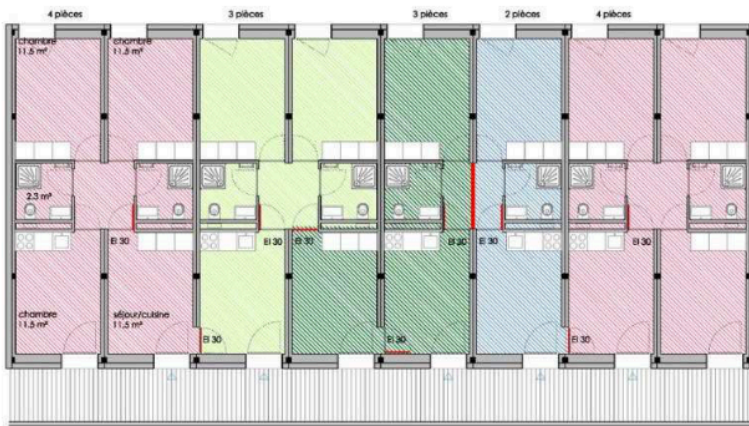 4 pièces
3 pièces
3 pièces
2 pièces
4 pièces
chambre
11.5 m²
chambre
11.5 m²
2.3 m²
EI 30
EI 30
EI 30
EI 30
EI 30
EI 30
chambre
11.5 m²
séjour/cuisine
11.5 m²
EI 30
EI 30
EI 30